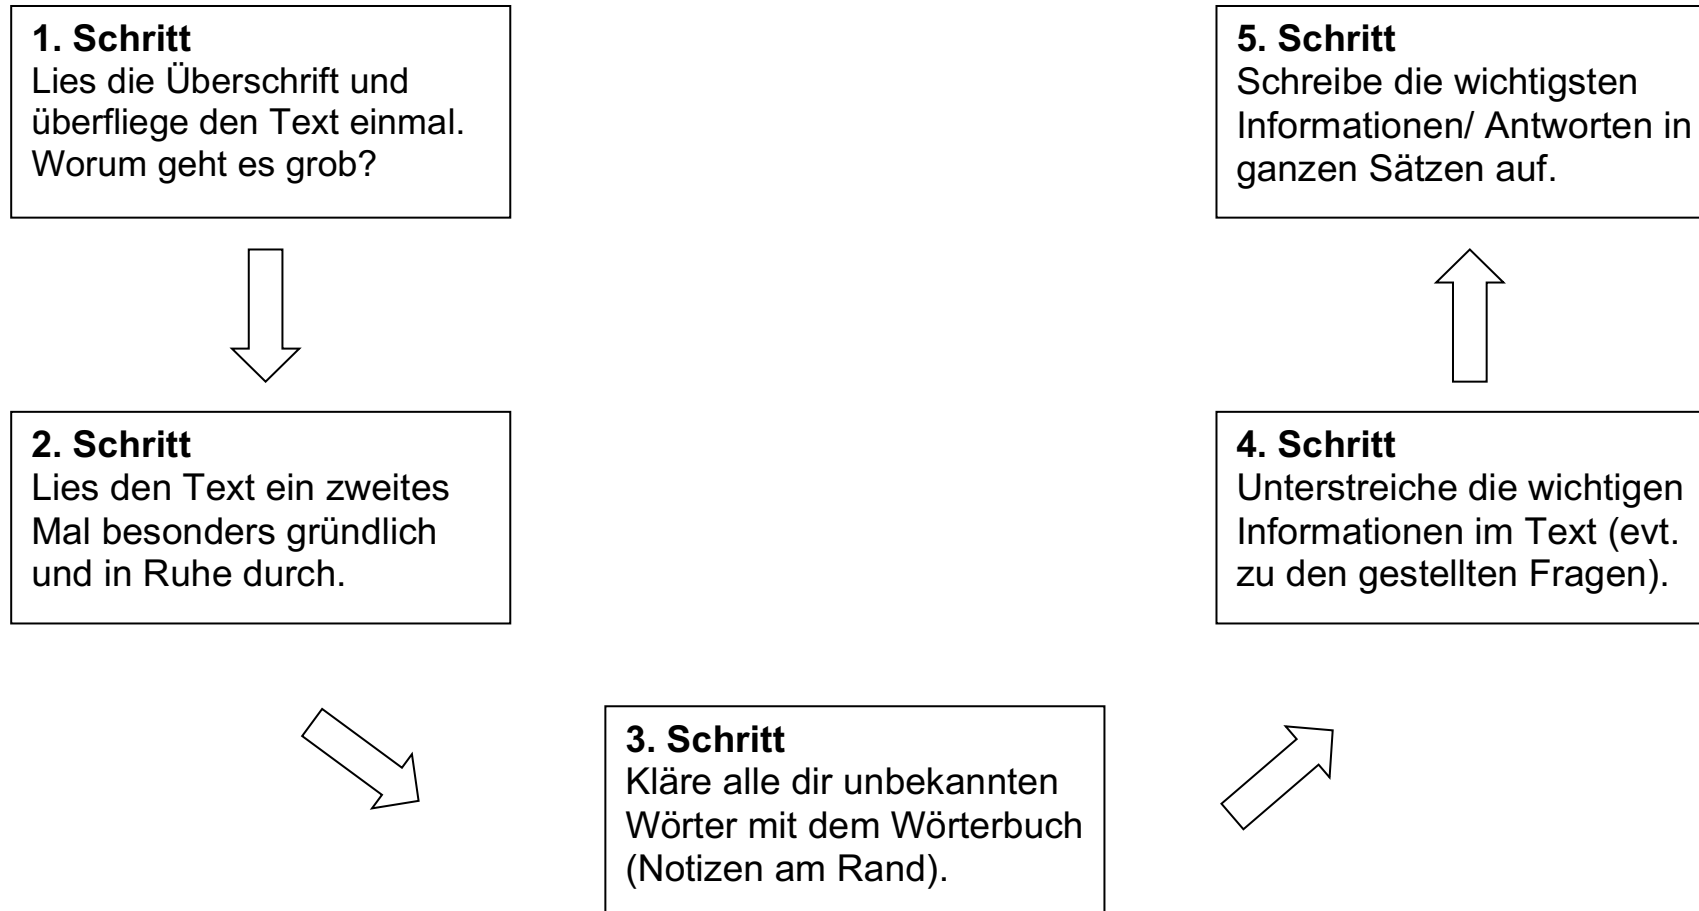 1. Schritt
Lies die Überschrift und
überfliege den Text einmal.
Worum geht es grob?
2. Schritt
Lies den Text ein zweites
Mal besonders gründlich
und in Ruhe durch.
3. Schritt
Kläre alle dir unbekannten
Wörter mit dem Wörterbuch
(Notizen am Rand).
4. Schritt
Unterstreiche die wichtigen
Informationen im Text (evt.
zu den gestellten Fragen).
5. Schritt
Schreibe die wichtigsten
Informationen/ Antworten in
ganzen Sätzen auf.